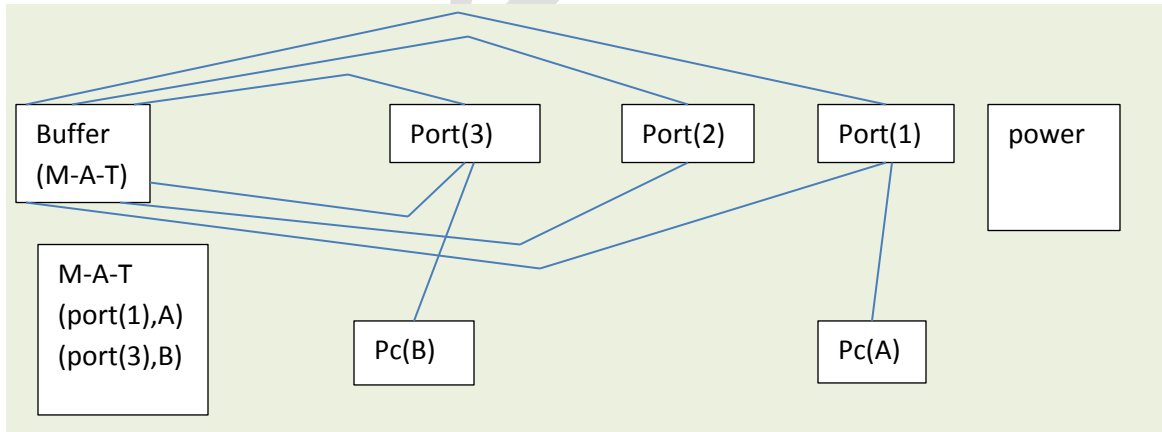 Buffer
(M-A-T)
Port(3)
Port(2)
Port(1)
power
M-A-T
(port(1),A)
(port(3),B)
Pc(B)
Pc(A)